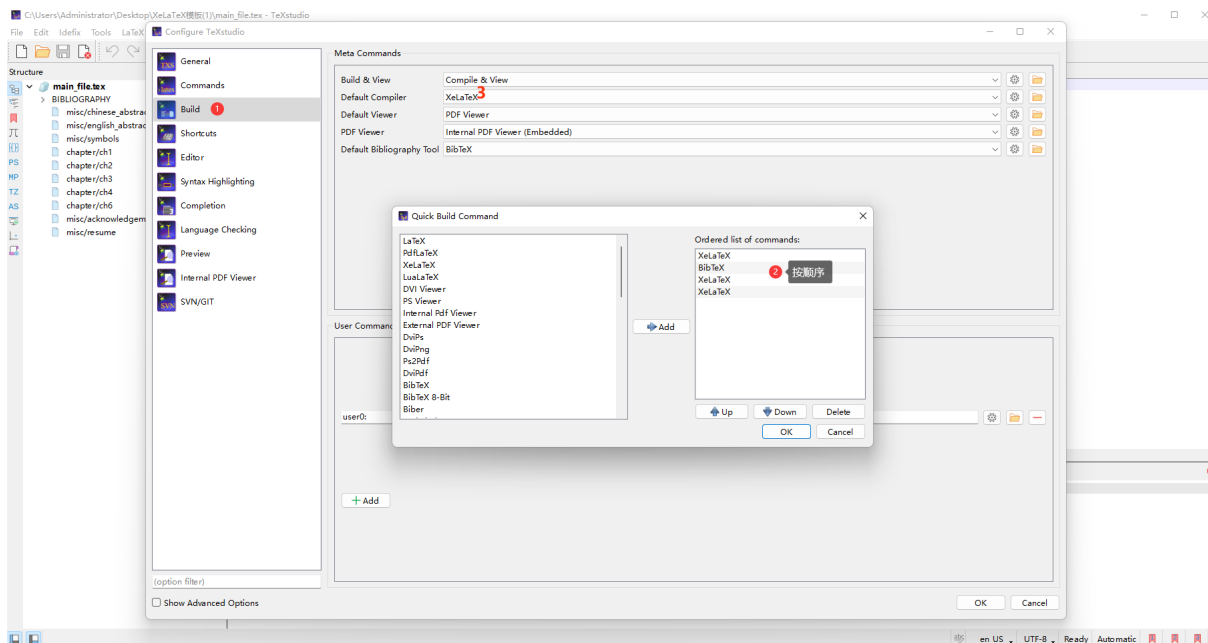 C:\Users\Administrator\Desktop\XeLaTeX模板(1)\main_file.tex - TeXstudio
File Edit Idefix Tools LaTeX
Structure
main_file.tex
BIBLIOGRAPHY
misc/chinese_abstrac
misc/english_abstrac
misc/symbols
chapter/ch1
chapter/ch2
chapter/ch3
chapter/ch4
chapter/ch6
misc/acknowledgem
misc/resume
PS
MP
TZ
AS
Configure TeXstudio
General
Commands
Build 1
Shortcuts
Editor
Syntax Highlighting
Completion
Language Checking
Preview
Internal PDF Viewer
SVN/GIT
(option filter)
Show Advanced Options
Meta Commands
Build & View Compile & View
Default Compiler XeLaTeX 3
Default Viewer PDF Viewer
PDF Viewer Internal PDF Viewer (Embedded)
Default Bibliography Tool BibTeX
User Comman
user0:
Add
OK Cancel
Quick Build Command
LaTeX
PdfLaTeX
XeLaTeX
LuaLaTeX
DVI Viewer
PS Viewer
Internal Pdf Viewer
External PDF Viewer
DviPs
DviPng
Ps2Pdf
DviPdf
BibTeX
BibTeX 8-Bit
Biber
Add
Ordered list of commands:
XeLaTeX
BibTeX
XeLaTeX
XeLaTeX
2 按顺序
Up Down Delete
OK Cancel
en US UTF-8 Ready Automatic